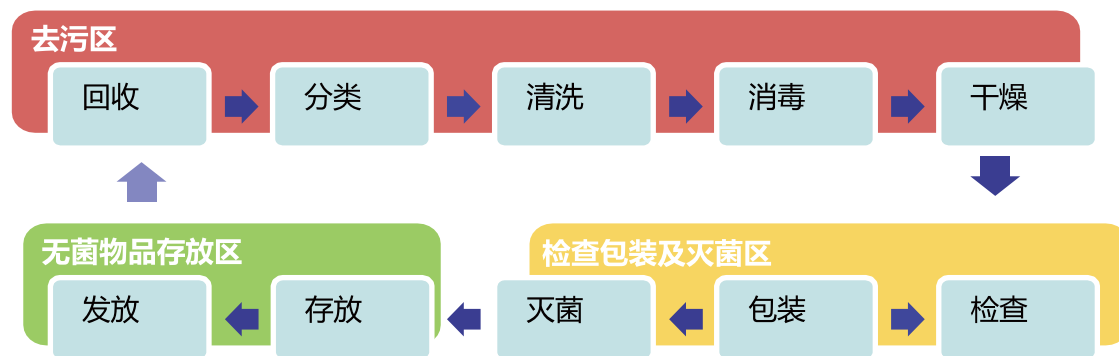 去污区
回收
分类
清洗
消毒
干燥
无菌物品存放区
检查包装及灭菌区
发放
存放
灭菌
包装
检查